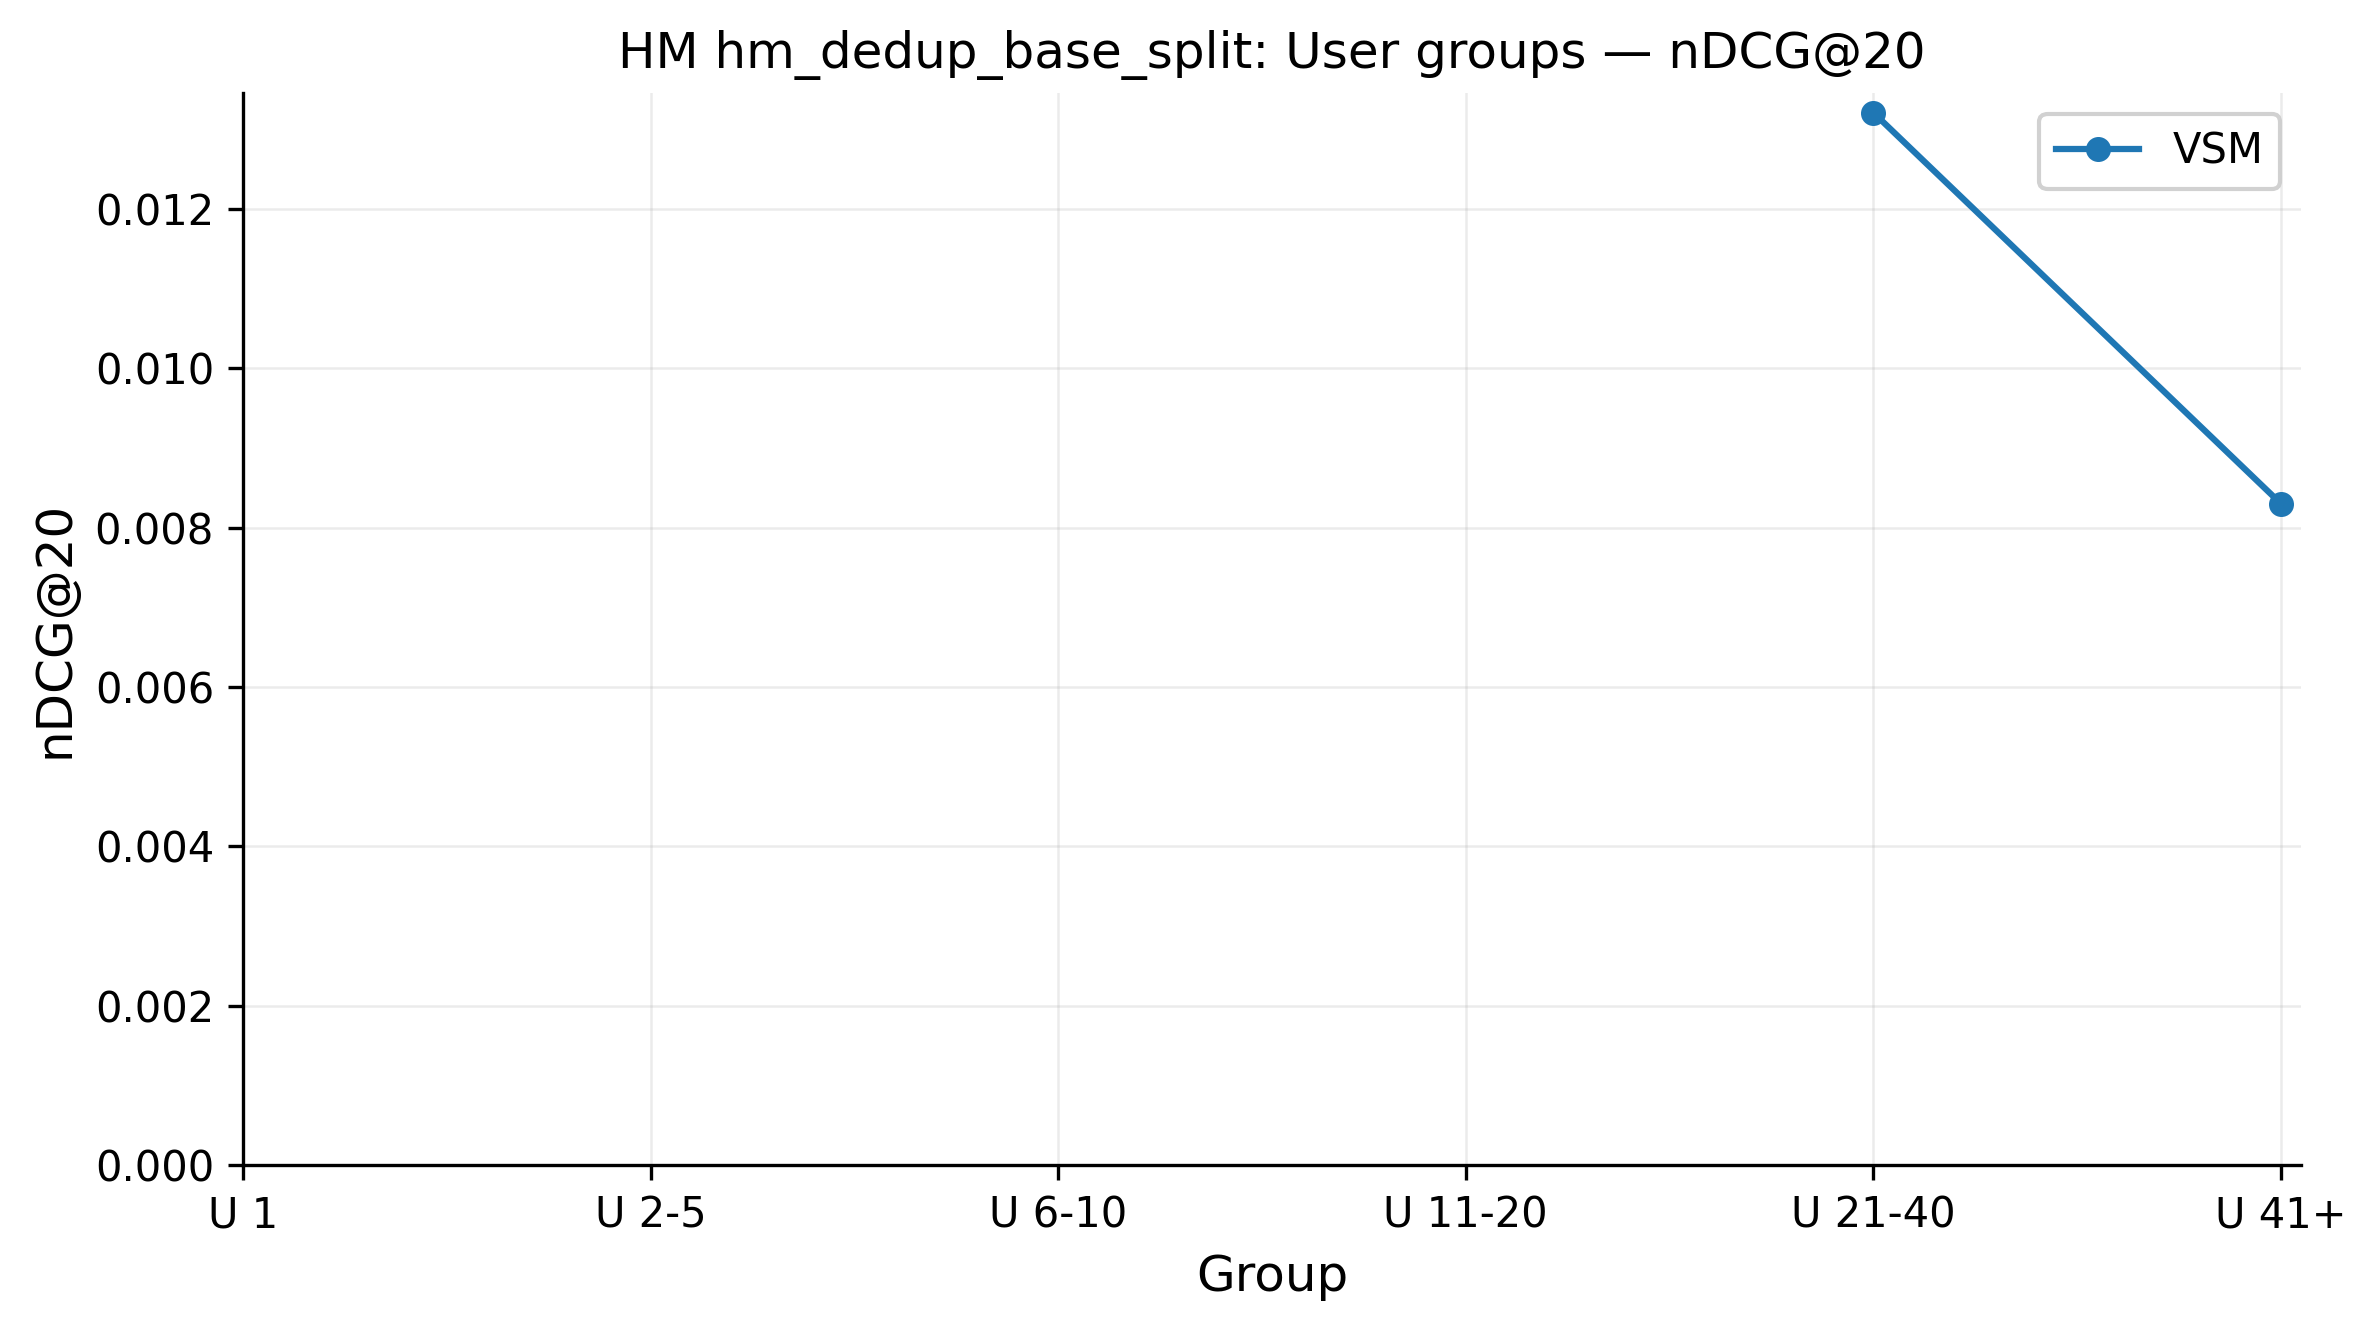 HM hm_dedup_base_split: User groups — nDCG@20
VSM
nDCG@20
0.012
0.010
0.008
0.006
0.004
0.002
0.000
U 1
U 2-5
U 6-10
U 11-20
U 21-40
U 41+
Group